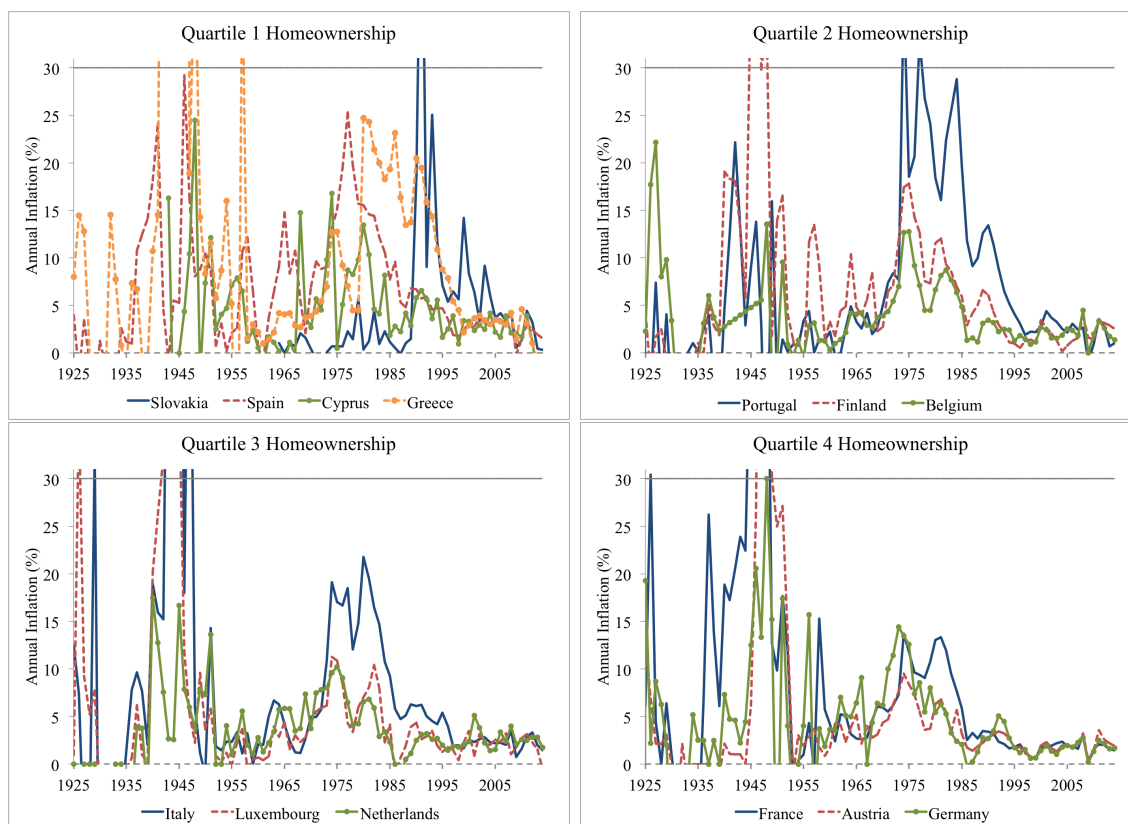 Quartile 1 Homeownership
Annual Inflation (%)
30
25
20
15
10
5
0
1925 1935 1945 1955 1965 1975 1985 1995 2005
Slovakia Spain Cyprus Greece
Quartile 2 Homeownership
Annual Inflation (%)
30
25
20
15
10
5
0
1925 1935 1945 1955 1965 1975 1985 1995 2005
Portugal Finland Belgium
Quartile 3 Homeownership
Annual Inflation (%)
30
25
20
15
10
5
0
1925 1935 1945 1955 1965 1975 1985 1995 2005
Italy Luxembourg Netherlands
Quartile 4 Homeownership
Annual Inflation (%)
30
25
20
15
10
5
0
1925 1935 1945 1955 1965 1975 1985 1995 2005
France Austria Germany